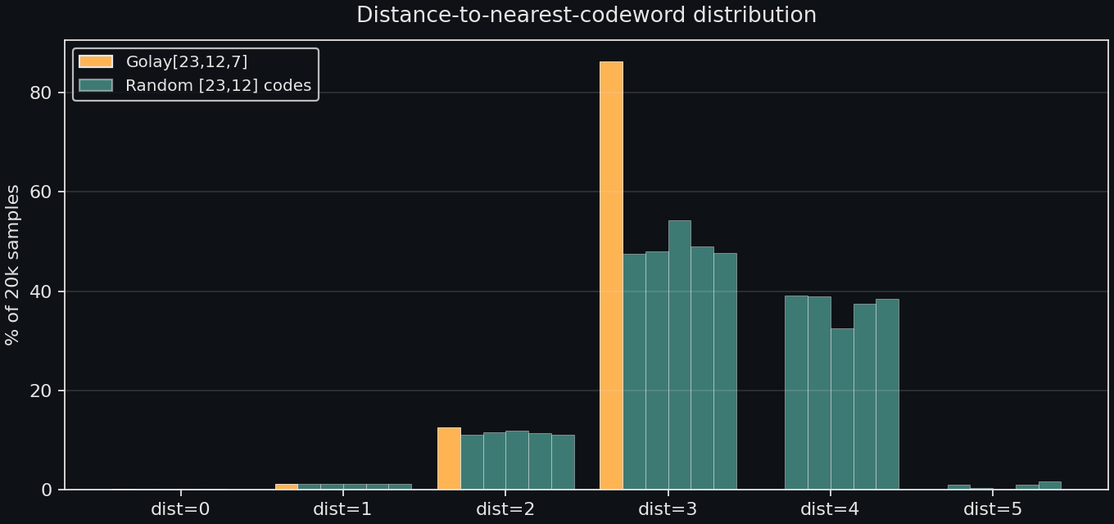 Distance-to-nearest-codeword distribution
Golay[23,12,7]
Random [23,12] codes
% of 20k samples
80
60
40
20
0
dist=0 dist=1 dist=2 dist=3 dist=4 dist=5